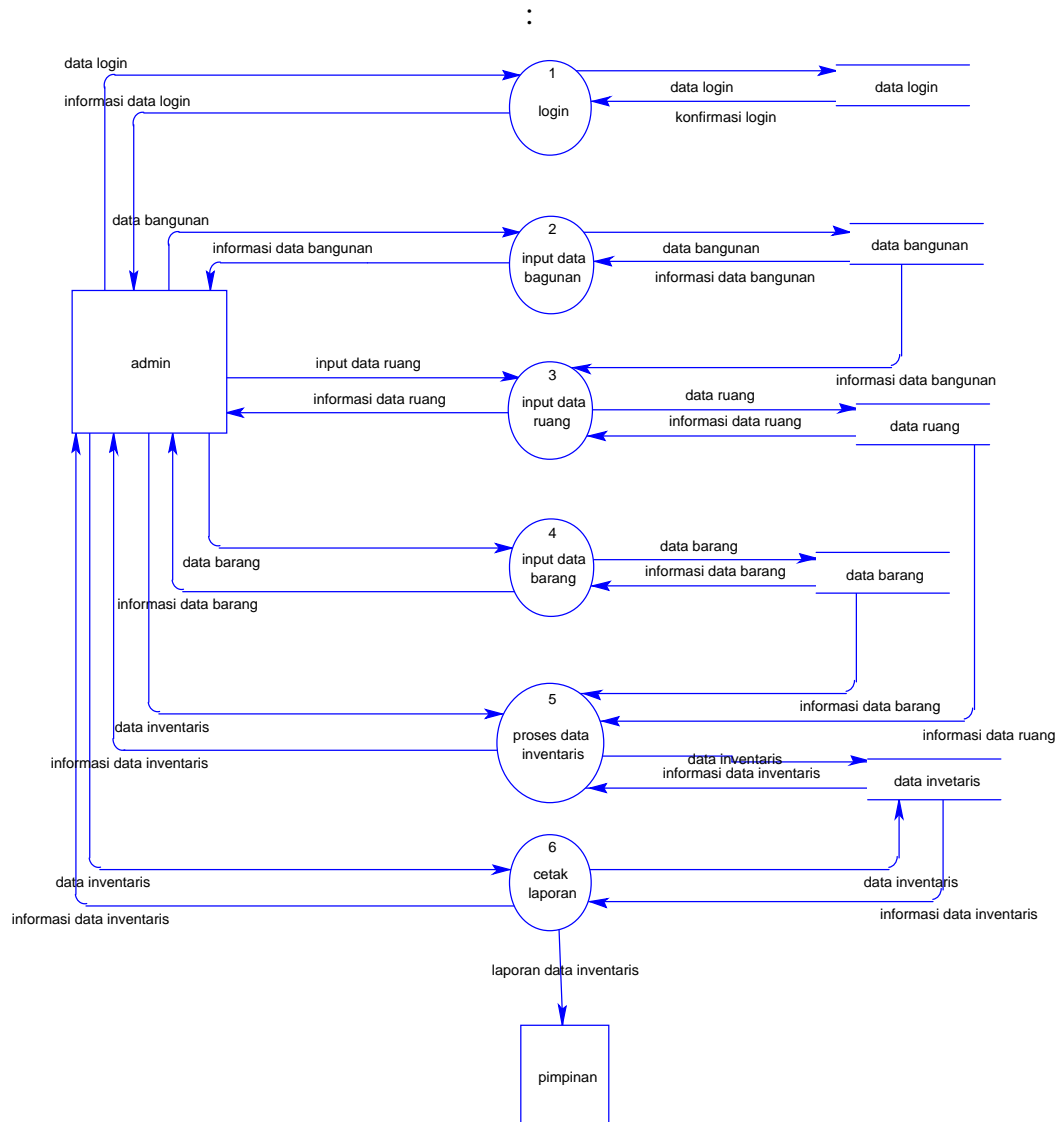 :
data login
1
data login
data login
informasi data login
login
konfirmasi login
data bangunan
2
data bangunan
data bangunan
informasi data bangunan
input data
bagunan
informasi data bangunan
admin
input data ruang
3
informasi data bangunan
informasi data ruang
input data
ruang
data ruang
informasi data ruang
data ruang
4
data barang
data barang
input data
barang
informasi data barang
data barang
informasi data barang
5
informasi data barang
data inventaris
proses data
inventaris
informasi data ruang
informasi data inventaris
data inventaris
informasi data inventaris
data invetaris
6
cetak
laporan
data inventaris
data inventaris
informasi data inventaris
informasi data inventaris
laporan data inventaris
pimpinan